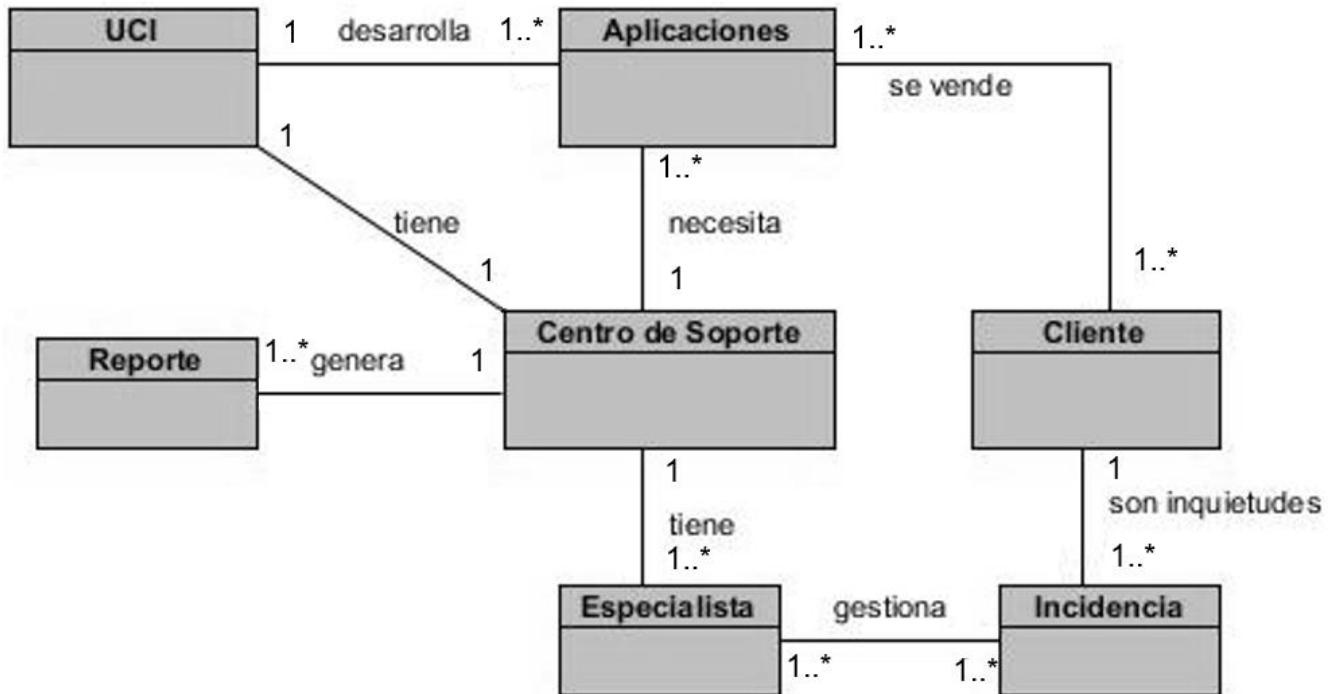 UCI
1 desarrolla 1..*
Aplicaciones
1..*
se vende
1
tiene
1
1..*
necesita
1
1..*
Reporte
1..* genera 1
Centro de Soporte
Cliente
1
tiene
1..*
1
son inquietudes
1..*
Especialista
gestiona
1..* 1..*
Incidencia